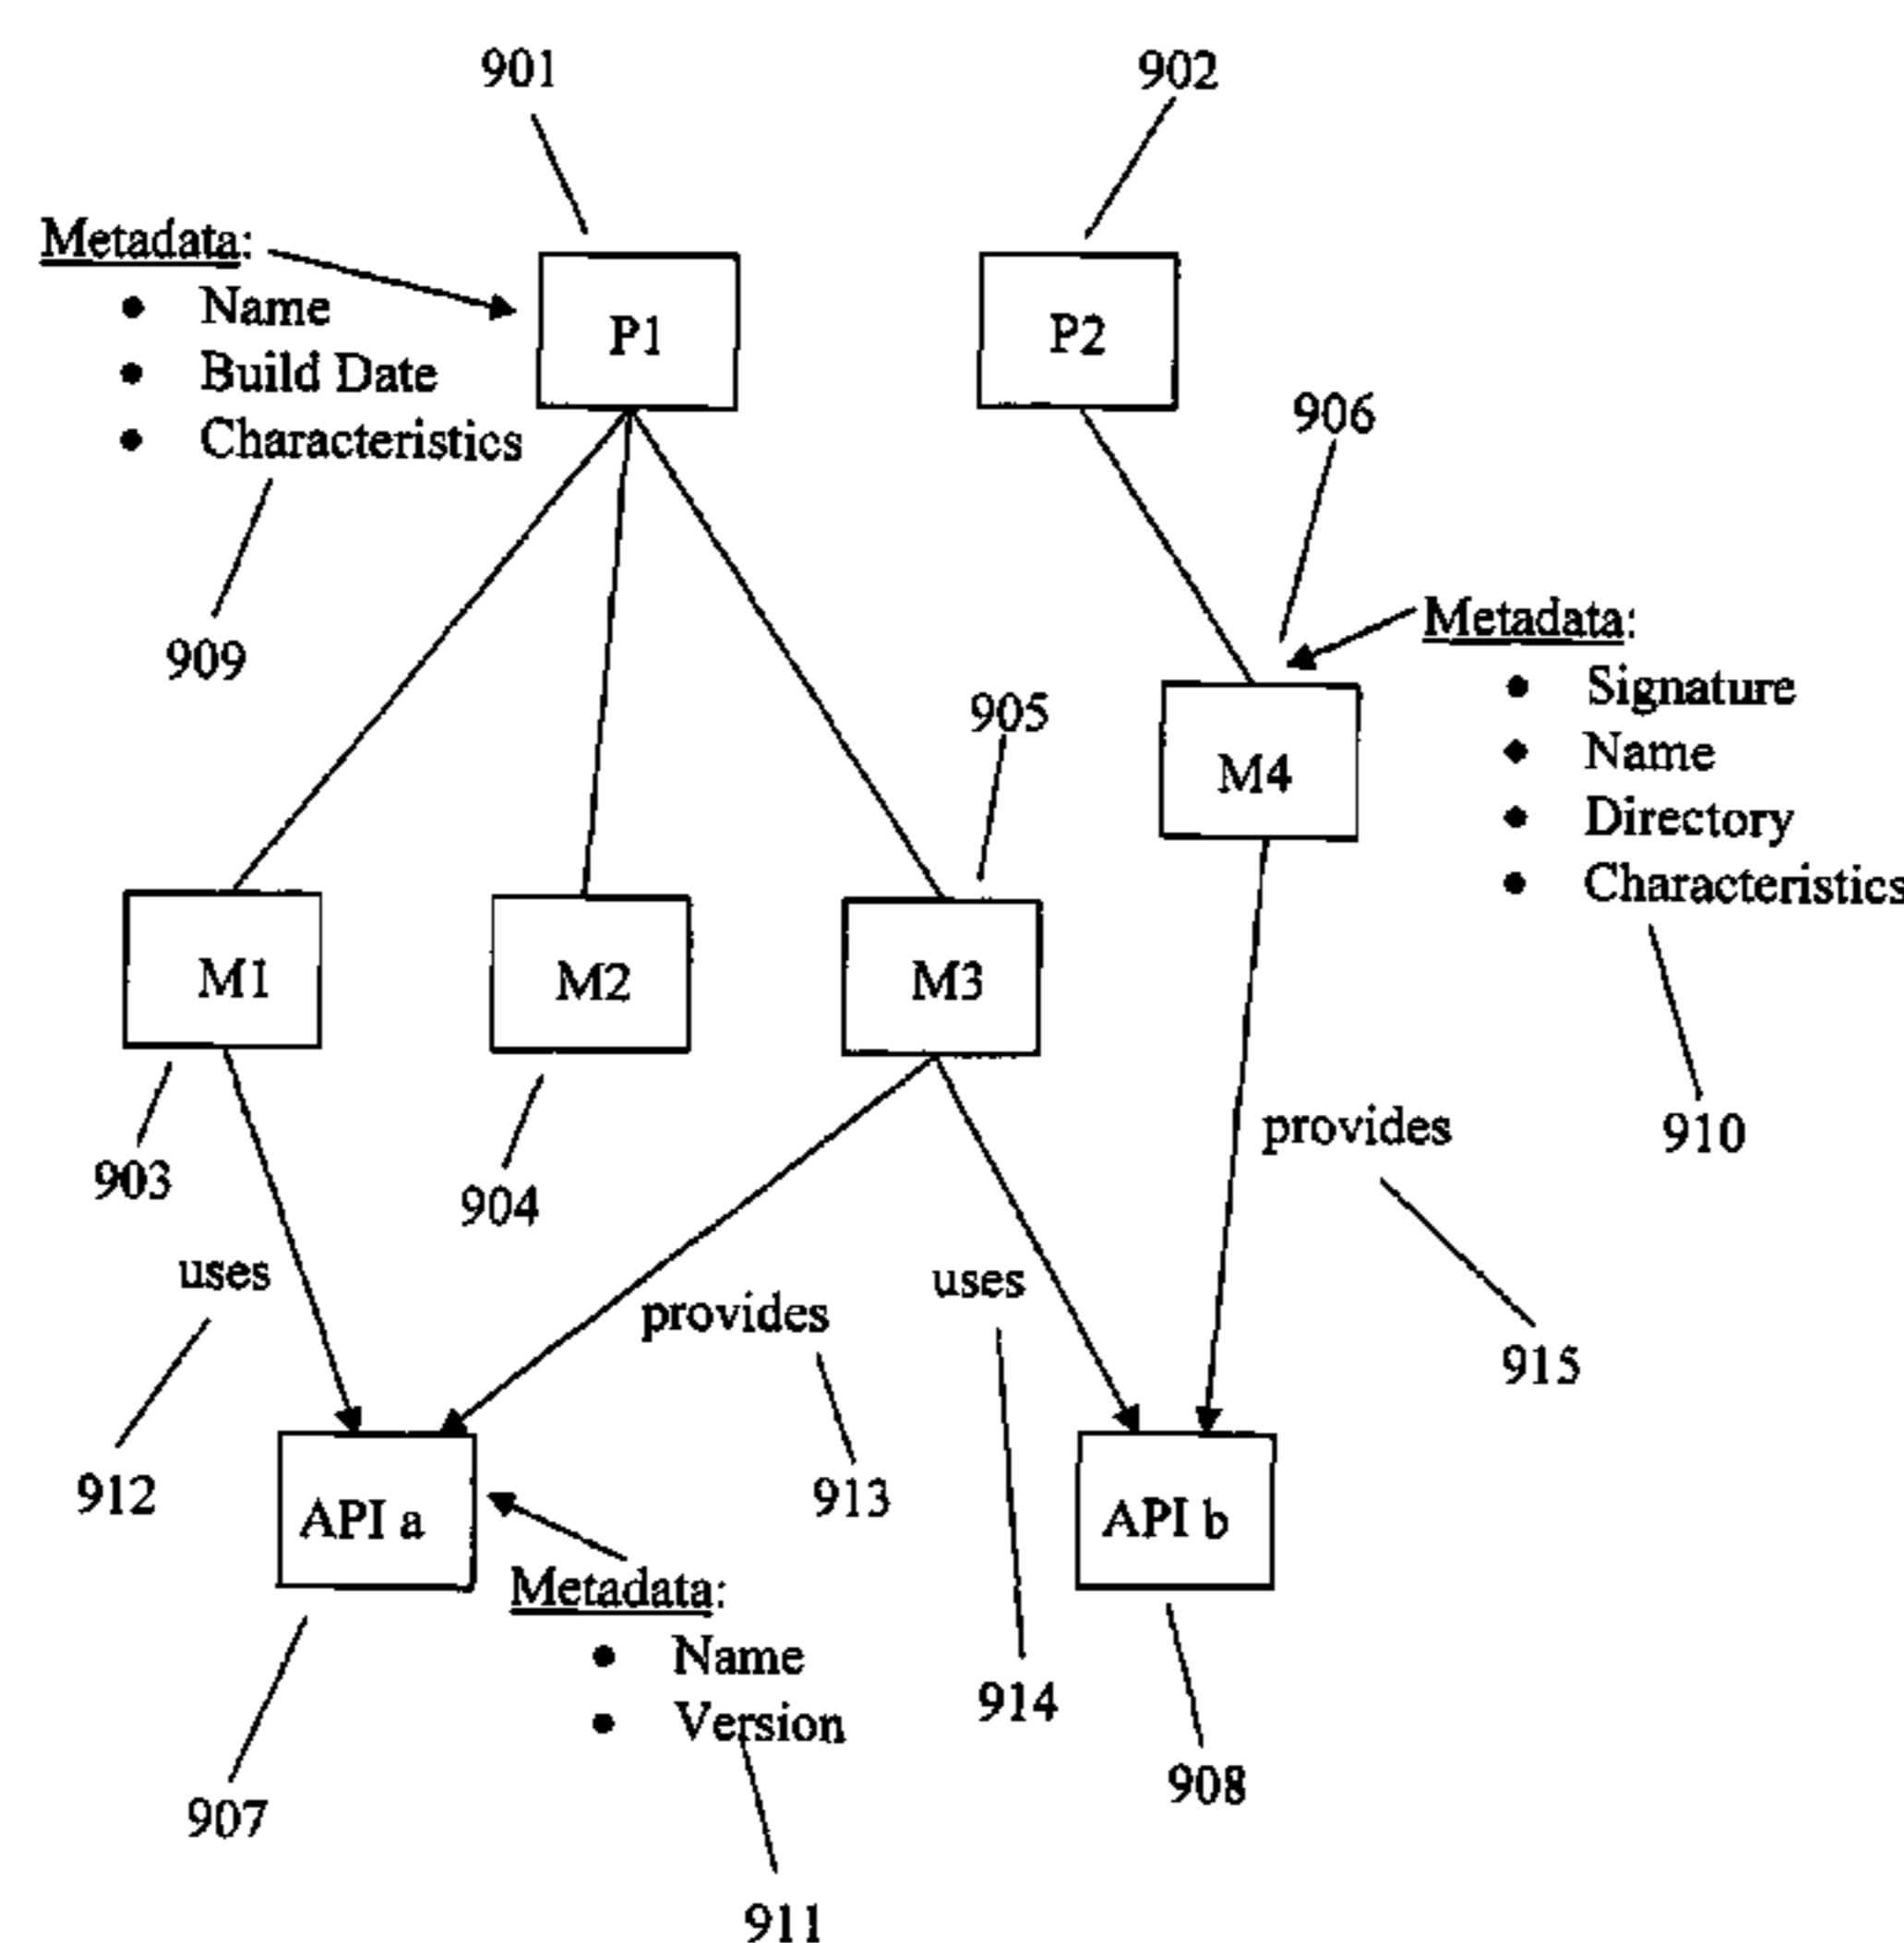 901
902
Metadata:
• Name
• Build Date
• Characteristics
P1
P2
906
909
Metadata:
• Signature
• Name
• Directory
• Characteristics
905
M4
M1
M2
M3
903
904
provides
910
uses
provides
uses
915
912
913
API a
API b
Metadata:
• Name
• Version
914
907
908
911